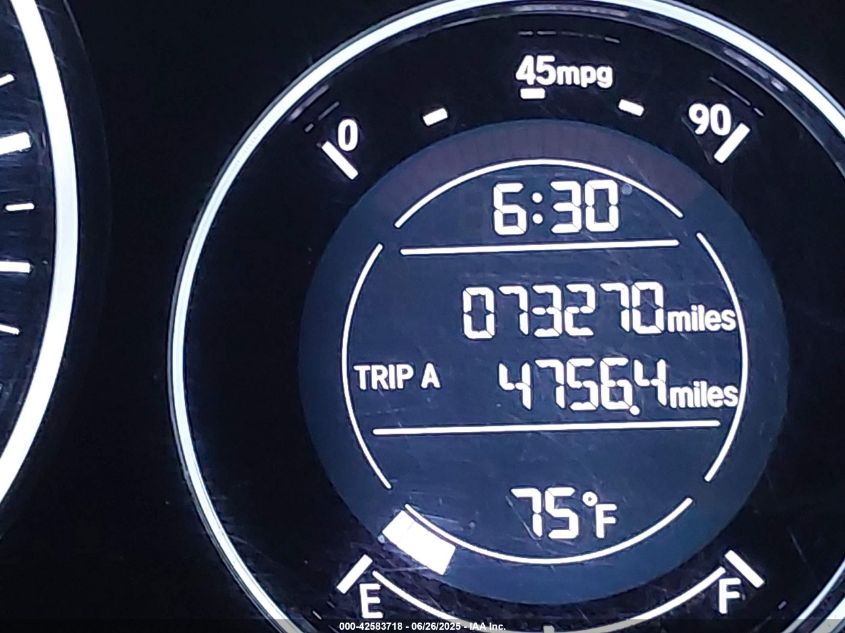 45mpg
0
90
6:30
073270miles
TRIP A 4756.4miles
75°F
E
F
000-42583718 - 06/26/2025 - IAA Inc.